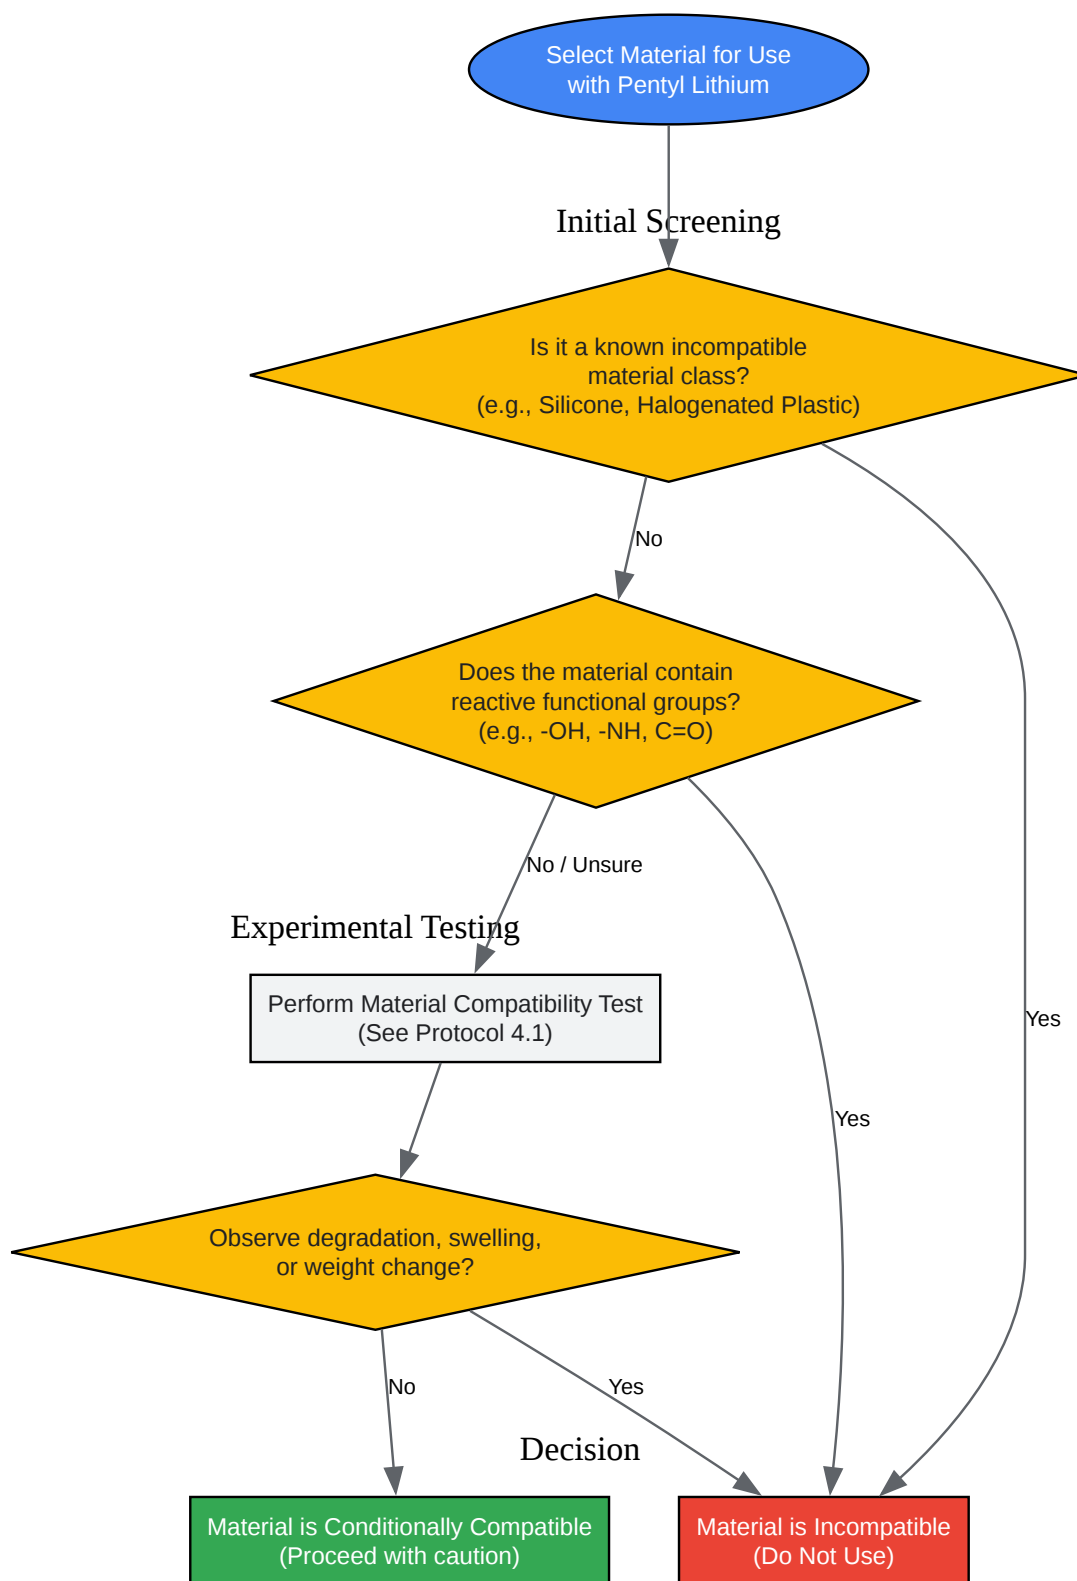 Select Material for Use
with Pentyl Lithium
Initial Screening
Is it a known incompatible
material class?
(e.g., Silicone, Halogenated Plastic)
No
Does the material contain
reactive functional groups?
(e.g., -OH, -NH, C=O)
No / Unsure
Experimental Testing
Perform Material Compatibility Test
(See Protocol 4.1)
Yes
Yes
Observe degradation, swelling,
or weight change?
No
Yes
Decision
Material is Conditionally Compatible
(Proceed with caution)
Material is Incompatible
(Do Not Use)